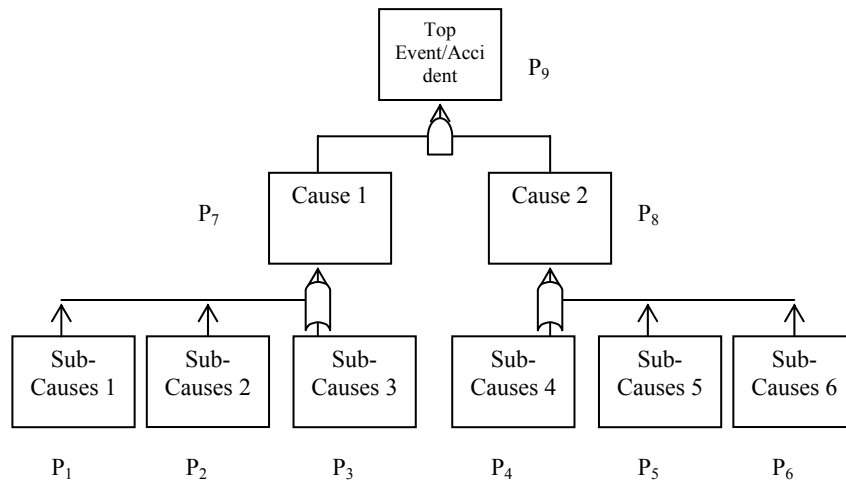 Top
Event/Acci
dent
P₉
Cause 1
Cause 2
P₇
P₈
Sub-
Causes 1
Sub-
Causes 2
Sub-
Causes 3
Sub-
Causes 4
Sub-
Causes 5
Sub-
Causes 6
P₁
P₂
P₃
P₄
P₅
P₆